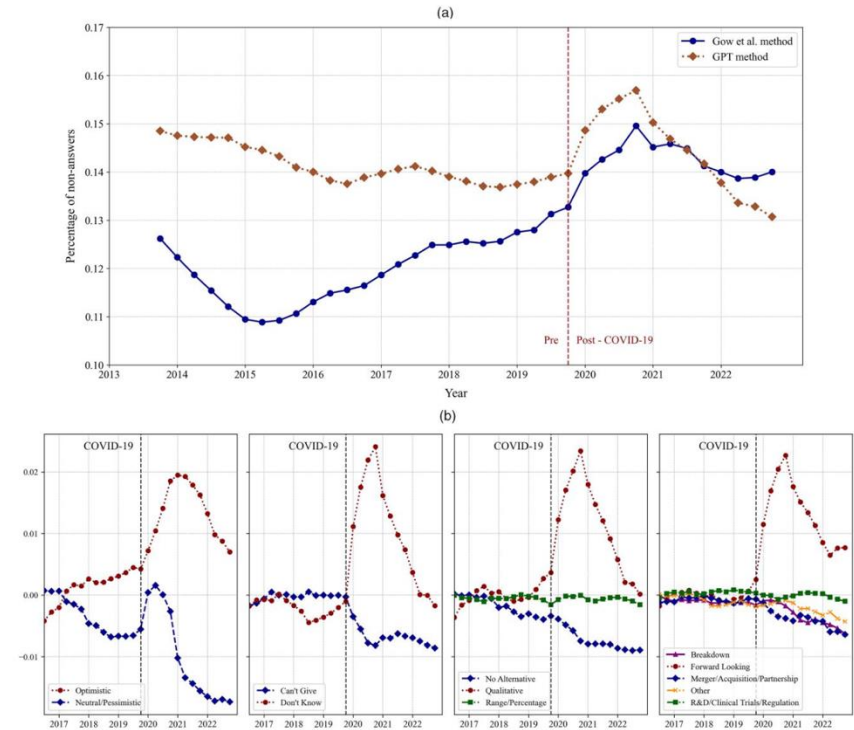 (a)
0.17
0.16
0.15
0.14
0.13
0.12
0.11
0.10
Percentage of non-answers
Gow et al. method
GPT method
Pre
Post - COVID-19
2013
2014
2015
2016
2017
2018
2019
2020
2021
2022
Year
(b)
0.02
0.01
0.00
−0.01
COVID-19
Optimistic
Neutral/Pessimistic
2017
2018
2019
2020
2021
2022
COVID-19
Can't Give
Don't Know
2017
2018
2019
2020
2021
2022
COVID-19
No Alternative
Qualitative
Range/Percentage
2017
2018
2019
2020
2021
2022
COVID-19
Breakdown
Forward Looking
Merger/Acquisition/Partnership
Other
R&D/Clinical Trials/Regulation
2017
2018
2019
2020
2021
2022